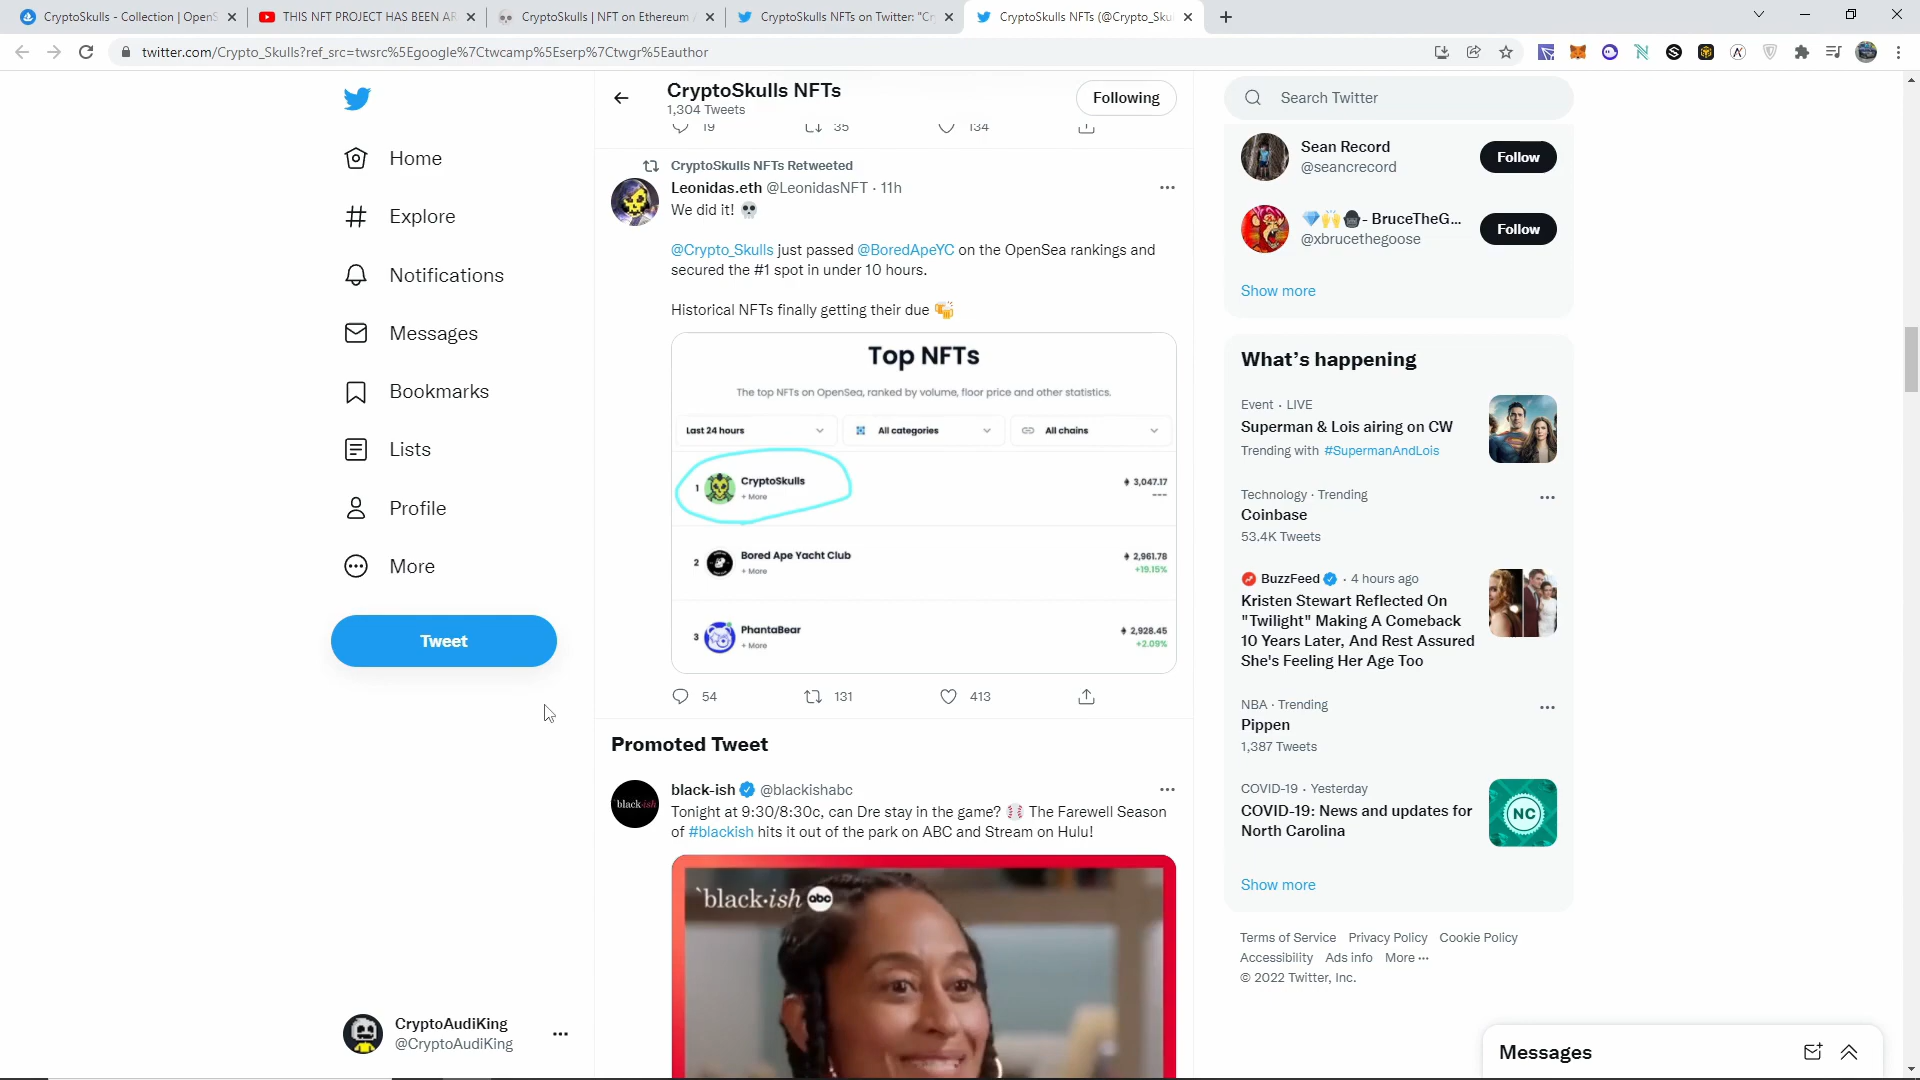 CryptoSkulls - Collection | OpenS
THIS NFT PROJECT HAS BEEN AR
CryptoSkulls | NFT on Ethereum
CryptoSkulls NFTs on Twitter: "Cr
CryptoSkulls NFTs (@Crypto_Sku
twitter.com/Crypto_Skulls?ref_src=twsrc%5Egoogle%7Ctwcamp%5Eserp%7Ctwgr%5Eauthor
Home
Explore
Notifications
Messages
Bookmarks
Lists
Profile
More
Tweet
CryptoAudiKing
@CryptoAudiKing
CryptoSkulls NFTs
1,304 Tweets
Following
19 35 134
CryptoSkulls NFTs Retweeted
Leonidas.eth @LeonidasNFT · 11h
We did it! 💀
@Crypto_Skulls just passed @BoredApeYC on the OpenSea rankings and
secured the #1 spot in under 10 hours.
Historical NFTs finally getting their due 🍻
Top NFTs
The top NFTs on OpenSea, ranked by volume, floor price and other statistics.
Last 24 hours All categories All chains
1 CryptoSkulls 3,047.17
+ More ---
2 Bored Ape Yacht Club 2,961.78
+ More +19.15%
3 PhantaBear 2,928.45
+ More +2.09%
54 131 413
Promoted Tweet
black-ish @blackishabc
black-ish
Tonight at 9:30/8:30c, can Dre stay in the game? ⚾ The Farewell Season
of #blackish hits it out of the park on ABC and Stream on Hulu!
`black·ish abc
Search Twitter
Sean Record
@seancrecord
Follow
💎🙌- BruceTheG...
@xbrucethegoose
Follow
Show more
What's happening
Event · LIVE
Superman & Lois airing on CW
Trending with #SupermanAndLois
Technology · Trending
Coinbase
53.4K Tweets
BuzzFeed · 4 hours ago
Kristen Stewart Reflected On
"Twilight" Making A Comeback
10 Years Later, And Rest Assured
She's Feeling Her Age Too
NBA · Trending
Pippen
1,387 Tweets
COVID-19 · Yesterday
COVID-19: News and updates for
North Carolina
NC
Show more
Terms of Service Privacy Policy Cookie Policy
Accessibility Ads info More ···
© 2022 Twitter, Inc.
Messages